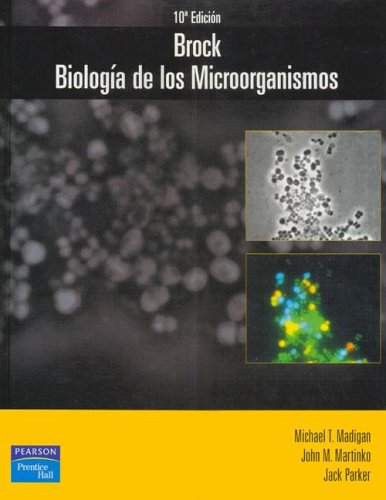 10ª Edición
Brock
Biología de los Microorganismos
Michael T. Madigan
John M. Martinko
Jack Parker
PEARSON
Prentice
Hall